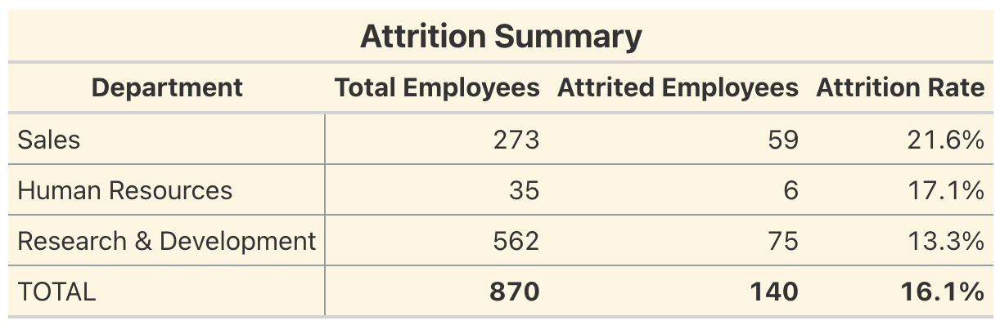 Attrition Summary
Department Total Employees Attrited Employees Attrition Rate
Sales 273 59 21.6%
Human Resources 35 6 17.1%
Research & Development 562 75 13.3%
TOTAL 870 140 16.1%